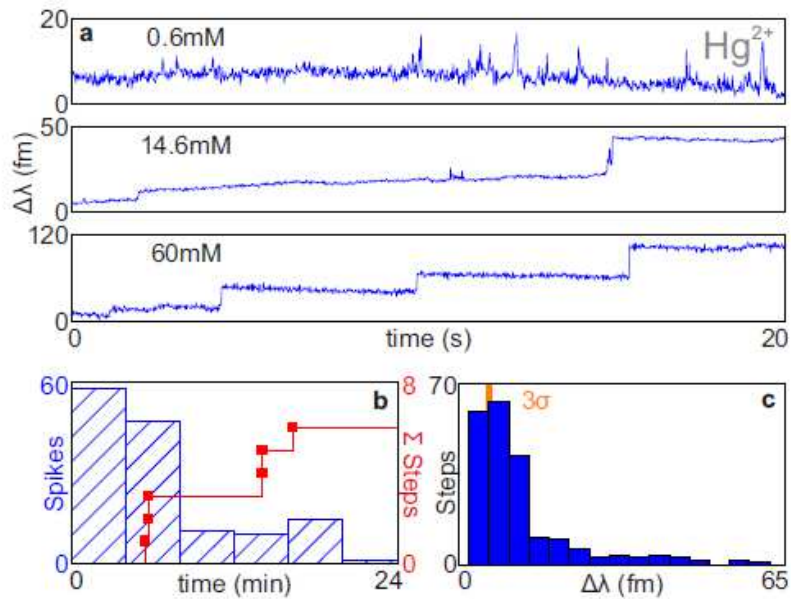 20
a
0.6mM
Hg2+
0
50
14.6mM
Δλ (fm)
0
120
60mM
0
0
time (s)
20
60
b
8
Spikes
Σ Steps
0
0
0
time (min)
24
70
3σ
c
Steps
0
0
Δλ (fm)
65